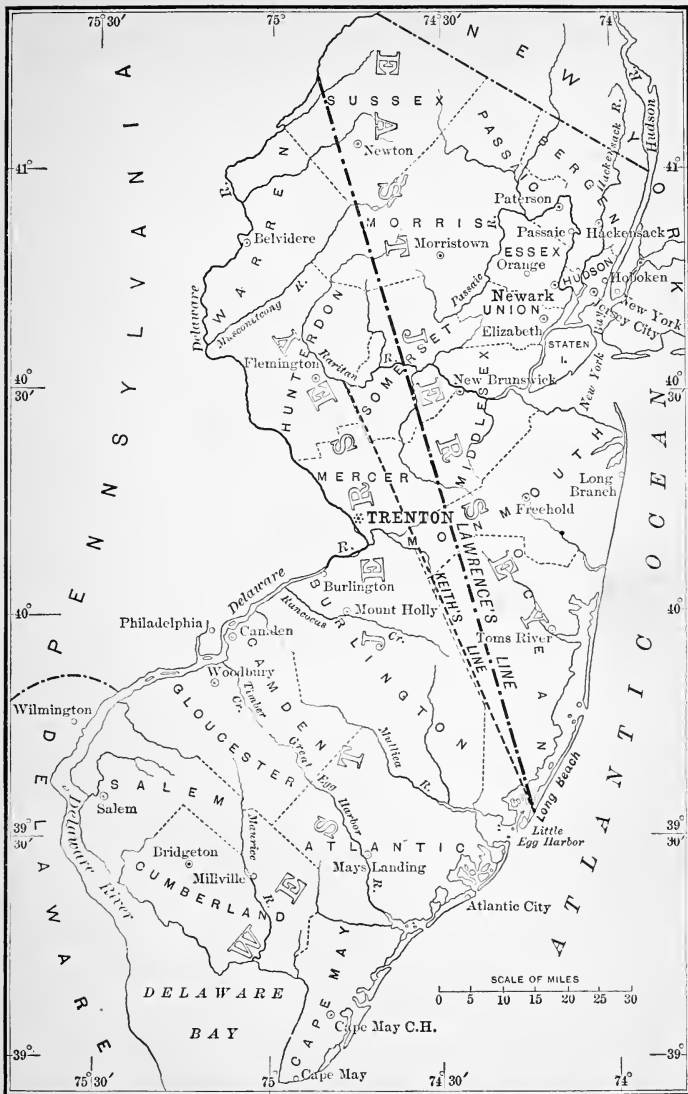 75° 30' 75° 74° 30' 74°
NEW YORK
PENNSYLVANIA
EAST JERSEY
WEST JERSEY
SUSSEX
PASSAIC
BERGEN
Hackensack R.
Hudson R.
41° 41°
Newton
WARREN
Delaware R.
Paterson
Passaic
Hackensack
MORRIS
Belvidere
Morristown
ESSEX
Orange
HUDSON
Hoboken
Musconetcong R.
Passaic R.
Newark
New York
Jersey City
UNION
Elizabeth
HUNTERDON
Raritan R.
SOMERSET
STATEN I.
New York Bay
Flemington
40° 30' 40° 30'
New Brunswick
MIDDLESEX
MERCER
MONMOUTH
Long Branch
Freehold
TRENTON
KEITH'S LINE
LAWRENCE'S LINE
Delaware R.
Burlington
BURLINGTON
Mount Holly
Rancocus Cr.
OCEAN
Toms River
40° 40°
Philadelphia
Camden
CAMDEN
Woodbury
Timber Cr.
GLOUCESTER
Wilmington
DELAWARE
Mullica R.
Great Egg Harbor R.
Long Beach
SALEM
Salem
Little Egg Harbor
39° 30' 39° 30'
Delaware River
Maurice R.
ATLANTIC
Bridgeton
Mays Landing
Millville
CUMBERLAND
Atlantic City
ATLANTIC OCEAN
CAPE MAY
DELAWARE
BAY
SCALE OF MILES
0 5 10 15 20 25 30
Cape May C.H.
39° 39°
Cape May
75° 30' 75° 74° 30' 74°